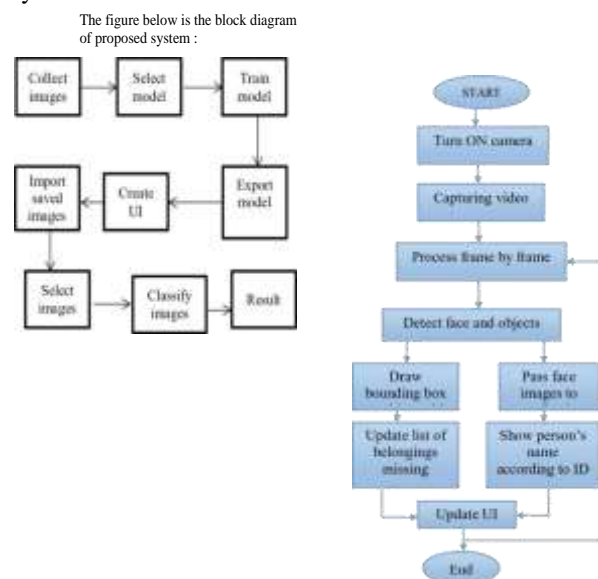 The figure below is the block diagram
of proposed system :
Collect
images
Select
model
Train
model
Export
model
Create
UI
Import
saved
images
Select
images
Classify
images
Result
START
Turn ON camera
Capturing video
Process frame by frame
Detect face and objects
Draw
bounding box
Pass face
images to
Update list of
belongings
missing
Show person's
name
according to ID
Update UI
End